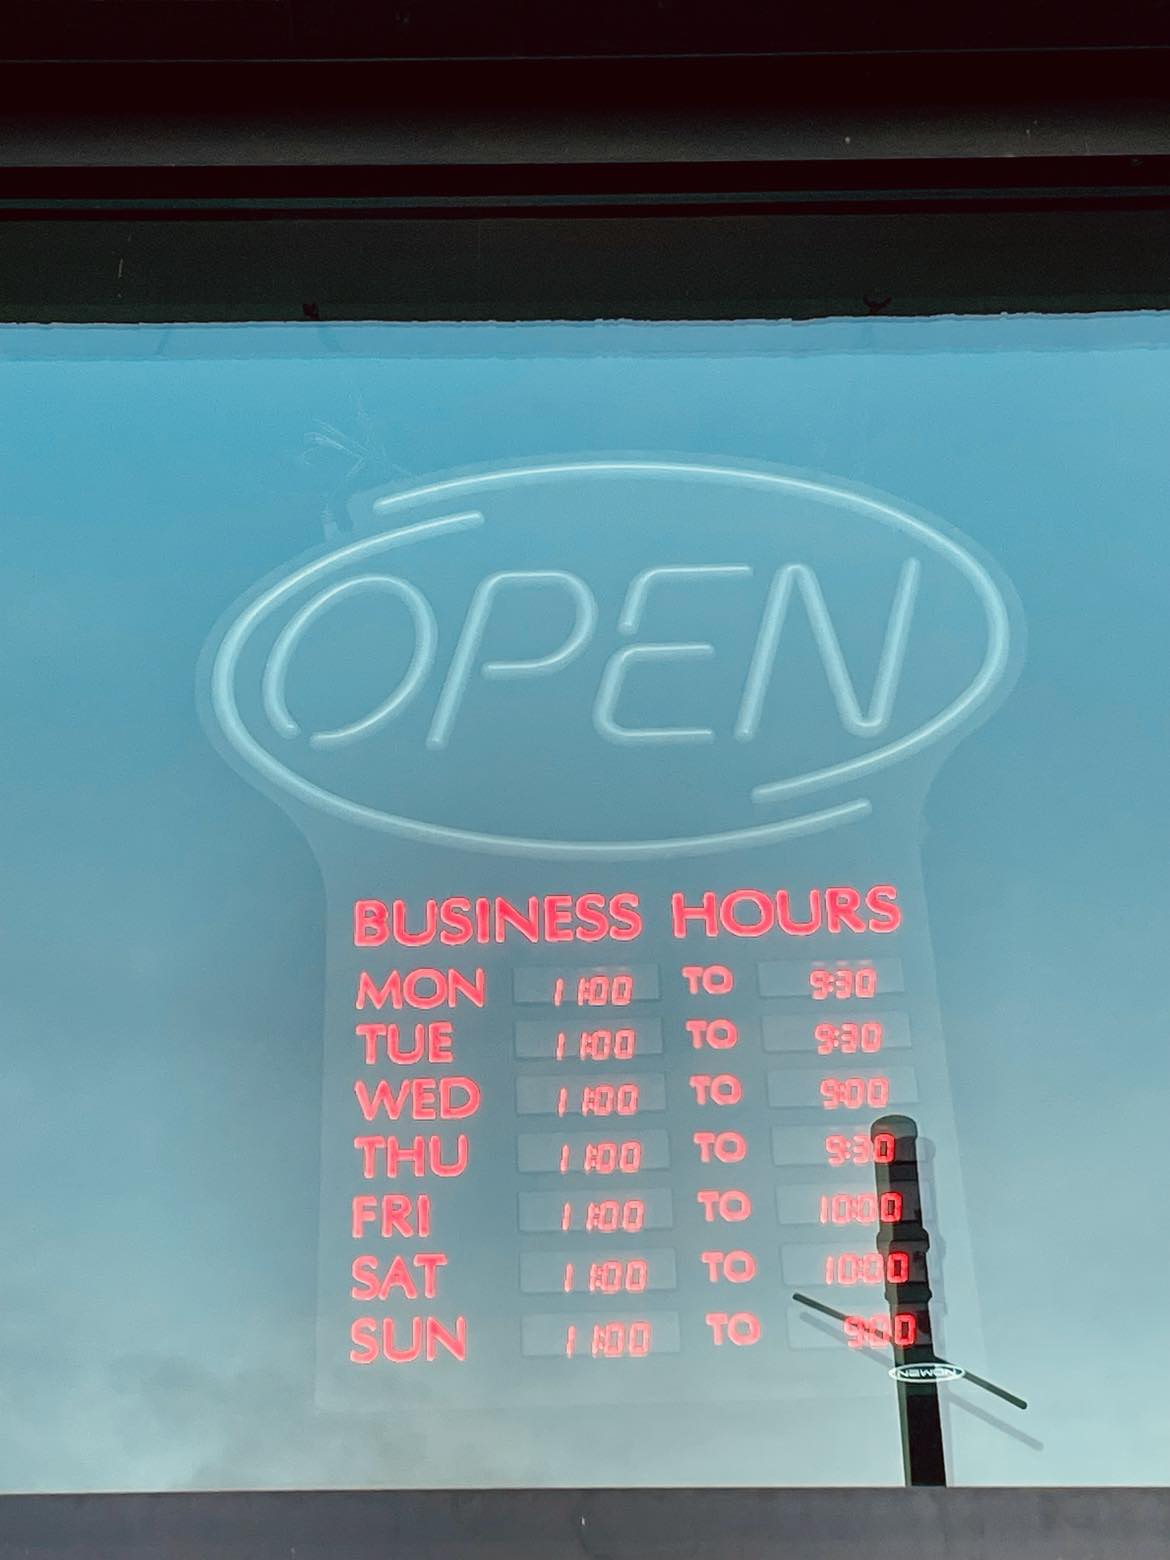 OPEN
BUSINESS HOURS
MON 11:00 TO 9:30
TUE 11:00 TO 9:30
WED 11:00 TO 9:00
THU 11:00 TO 9:30
FRI 11:00 TO 10:00
SAT 11:00 TO 10:00
SUN 11:00 TO 9:00
NEWON